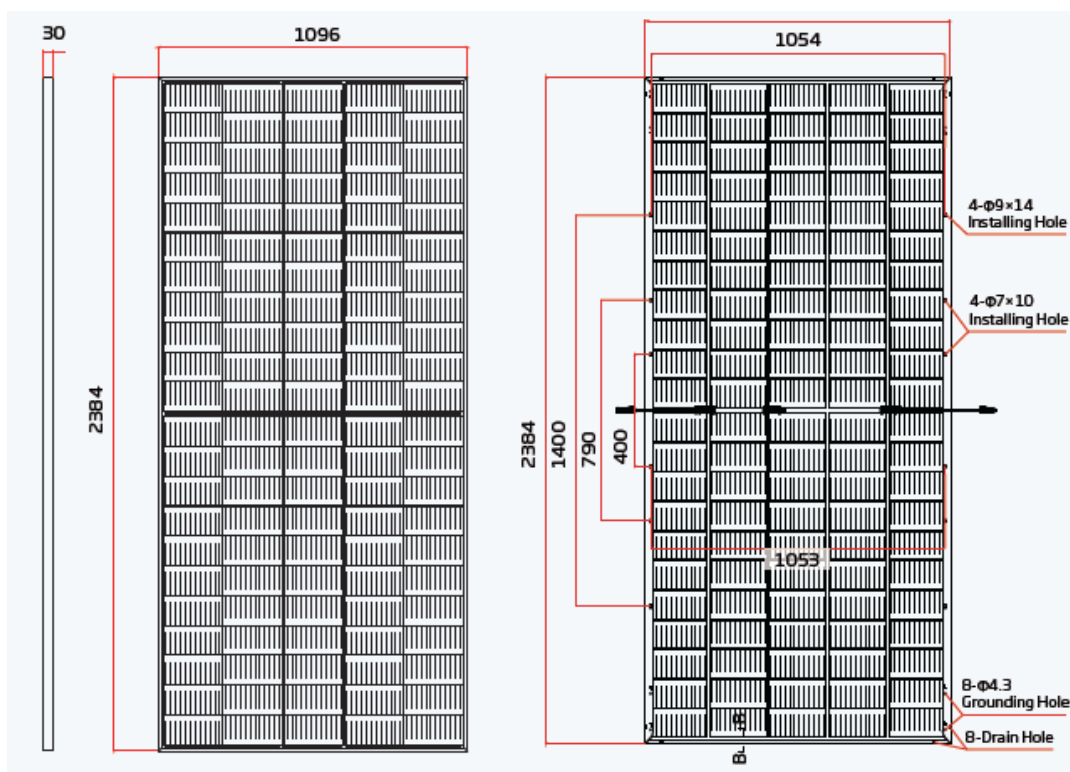 30
1096
2384
1054
2384
1400
790
400
1053
4-Φ9×14
Installing Hole
4-Φ7×10
Installing Hole
8-Φ4.3
Grounding Hole
8-Drain Hole
B
B